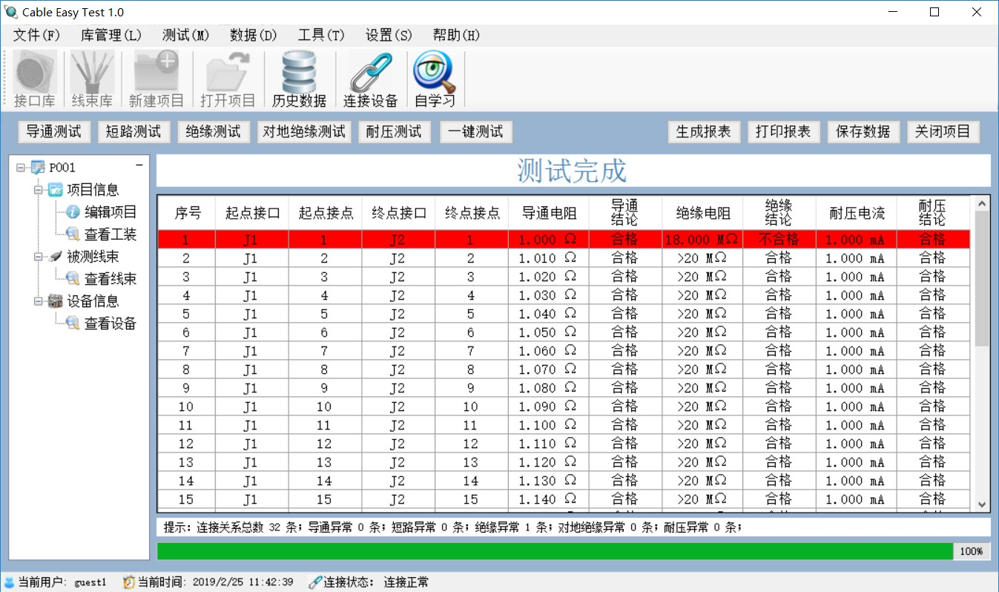 Cable Easy Test 1.0
文件(F) 库管理(L) 测试(M) 数据(D) 工具(T) 设置(S) 帮助(H)
接口库 线束库 新建项目 打开项目 历史数据 连接设备 自学习
导通测试 短路测试 绝缘测试 对地绝缘测试 耐压测试 一键测试 生成报表 打印报表 保存数据 关闭项目
P001
项目信息
编辑项目
查看工装
被测线束
查看线束
设备信息
查看设备
测试完成
序号 起点接口 起点接点 终点接口 终点接点 导通电阻 导通结论 绝缘电阻 绝缘结论 耐压电流 耐压结论
1 J1 1 J2 1 1.000 Ω 合格 18.000 MΩ 不合格 1.000 mA 合格
2 J1 2 J2 2 1.010 Ω 合格 >20 MΩ 合格 1.000 mA 合格
3 J1 3 J2 3 1.020 Ω 合格 >20 MΩ 合格 1.000 mA 合格
4 J1 4 J2 4 1.030 Ω 合格 >20 MΩ 合格 1.000 mA 合格
5 J1 5 J2 5 1.040 Ω 合格 >20 MΩ 合格 1.000 mA 合格
6 J1 6 J2 6 1.050 Ω 合格 >20 MΩ 合格 1.000 mA 合格
7 J1 7 J2 7 1.060 Ω 合格 >20 MΩ 合格 1.000 mA 合格
8 J1 8 J2 8 1.070 Ω 合格 >20 MΩ 合格 1.000 mA 合格
9 J1 9 J2 9 1.080 Ω 合格 >20 MΩ 合格 1.000 mA 合格
10 J1 10 J2 10 1.090 Ω 合格 >20 MΩ 合格 1.000 mA 合格
11 J1 11 J2 11 1.100 Ω 合格 >20 MΩ 合格 1.000 mA 合格
12 J1 12 J2 12 1.110 Ω 合格 >20 MΩ 合格 1.000 mA 合格
13 J1 13 J2 13 1.120 Ω 合格 >20 MΩ 合格 1.000 mA 合格
14 J1 14 J2 14 1.130 Ω 合格 >20 MΩ 合格 1.000 mA 合格
15 J1 15 J2 15 1.140 Ω 合格 >20 MΩ 合格 1.000 mA 合格
提示: 连接关系总数 32 条; 导通异常 0 条; 短路异常 0 条; 绝缘异常 1 条; 对地绝缘异常 0 条; 耐压异常 0 条;
100%
当前用户: guest1 当前时间: 2019/2/25 11:42:39 连接状态: 连接正常